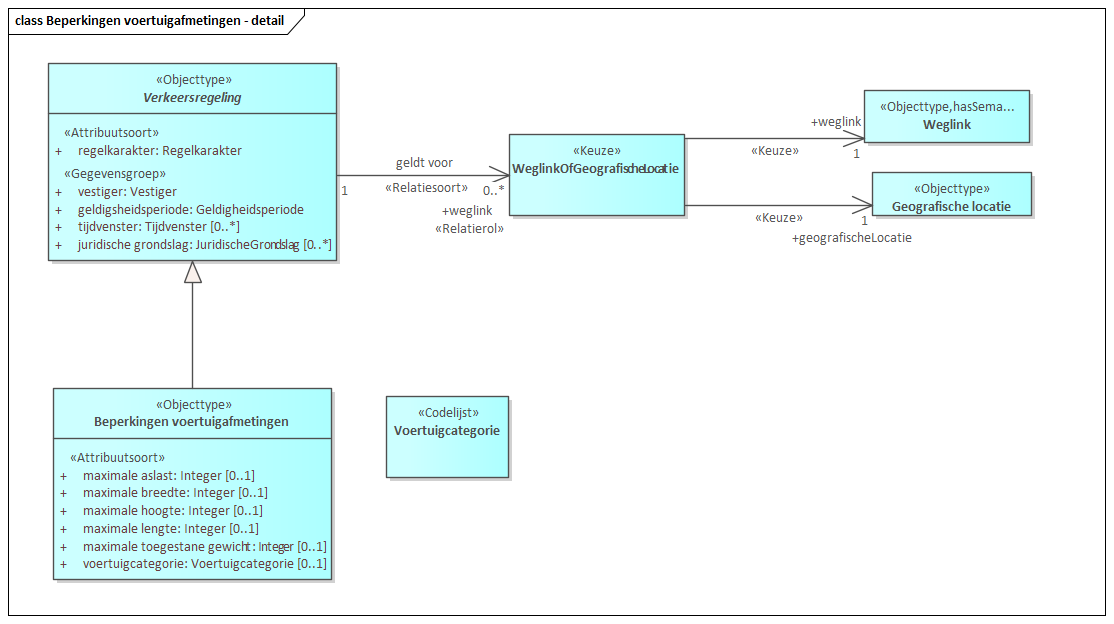 class Beperkingen voertuigafmetingen - detail
«Objecttype»
Verkeersregeling
«Attribuutsoort»
+ regelkarakter: Regelkarakter
«Gegevensgroep»
+ vestiger: Vestiger
+ geldigsheidsperiode: Geldigheidsperiode
+ tijdvenster: Tijdvenster [0..*]
+ juridische grondslag: JuridischeGrondslag [0..*]
geldt voor
1
«Relatiesoort»
0..*
+weglink
«Relatierol»
«Keuze»
WeglinkOfGeografischeLocatie
+weglink
«Keuze»
1
«Objecttype,hasSema...
Weglink
«Keuze»
1
+geografischeLocatie
«Objecttype»
Geografische locatie
«Objecttype»
Beperkingen voertuigafmetingen
«Attribuutsoort»
+ maximale aslast: Integer [0..1]
+ maximale breedte: Integer [0..1]
+ maximale hoogte: Integer [0..1]
+ maximale lengte: Integer [0..1]
+ maximale toegestane gewicht: Integer [0..1]
+ voertuigcategorie: Voertuigcategorie [0..1]
«Codelijst»
Voertuigcategorie